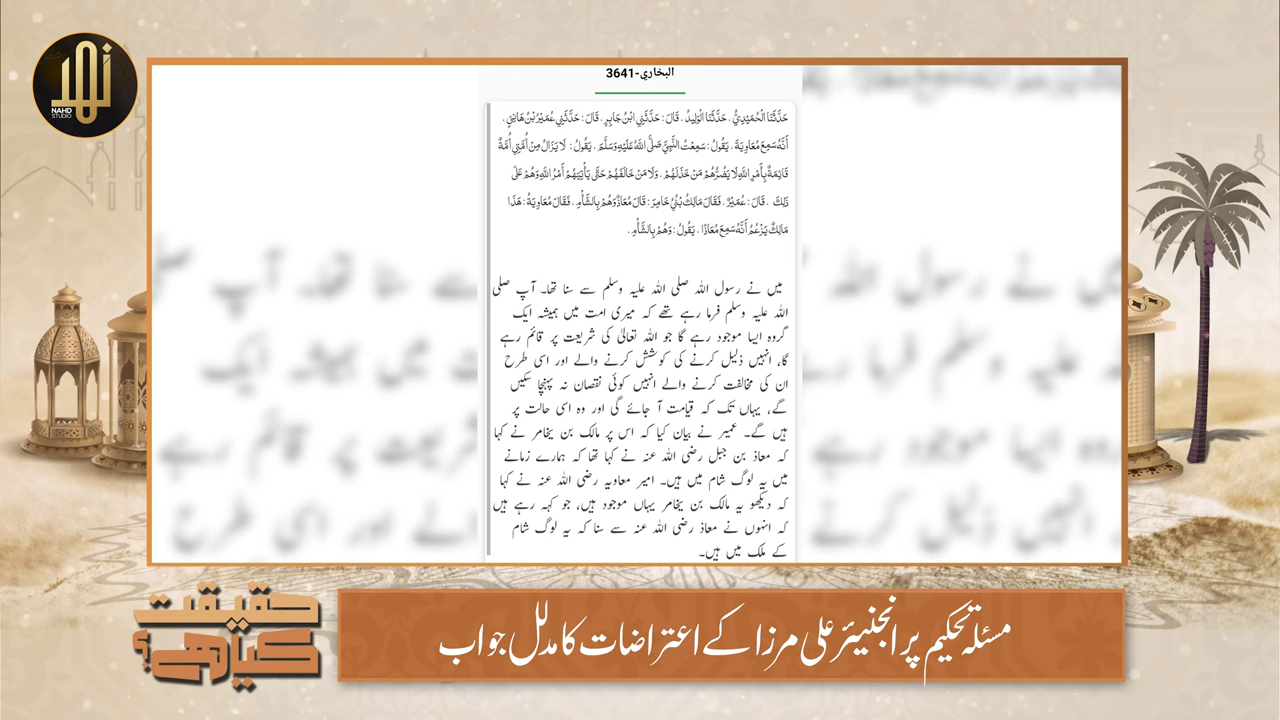 نهد
NAHD
STUDIO
البخاري-3641
حَدَّثَنَا الْحُمَيْدِيُّ ، حَدَّثَنَا الْوَلِيدُ ، قَالَ : حَدَّثَنِي ابْنُ جَابِرٍ ، قَالَ : حَدَّثَنِي عُمَيْرُ بْنُ هَانِئٍ ،
أَنَّهُ سَمِعَ مُعَاوِيَةَ ، يَقُولُ : سَمِعْتُ النَّبِيَّ صَلَّى اللَّهُ عَلَيْهِ وَسَلَّمَ ، يَقُولُ : لَا يَزَالُ مِنْ أُمَّتِي أُمَّةٌ
قَائِمَةٌ بِأَمْرِ اللَّهِ لَا يَضُرُّهُمْ مَنْ خَذَلَهُمْ ، وَلَا مَنْ خَالَفَهُمْ حَتَّى يَأْتِيَهُمْ أَمْرُ اللَّهِ وَهُمْ عَلَى
ذَلِكَ ، قَالَ : عُمَيْرٌ ، فَقَالَ مَالِكُ بْنُ يُخَامِرَ : قَالَ مُعَاذٌ وَهُمْ بِالشَّأْمِ ، فَقَالَ مُعَاوِيَةُ : هَذَا
مَالِكٌ يَزْعُمُ أَنَّهُ سَمِعَ مُعَاذًا ، يَقُولُ : وَهُمْ بِالشَّأْمِ .
میں نے رسول اللہ صلی اللہ علیہ وسلم سے سنا تھا۔ آپ صلی
اللہ علیہ وسلم فرما رہے تھے کہ میری امت میں ہمیشہ ایک
گروہ ایسا موجود رہے گا جو اللہ تعالیٰ کی شریعت پر قائم رہے
گا، انہیں ذلیل کرنے کی کوشش کرنے والے اور اسی طرح
ان کی مخالفت کرنے والے انہیں کوئی نقصان نہ پہنچا سکیں
گے، یہاں تک کہ قیامت آ جائے گی اور وہ اسی حالت پر
ہیں گے۔ عمیر نے بیان کیا کہ اس پر مالک بن یخامر نے کہا
کہ معاذ بن جبل رضی اللہ عنہ نے کہا تھا کہ ہمارے زمانے
میں یہ لوگ شام میں ہیں۔ امیر معاویہ رضی اللہ عنہ نے کہا
کہ دیکھو یہ مالک بن یخامر یہاں موجود ہیں، جو کہہ رہے ہیں
کہ انہوں نے معاذ رضی اللہ عنہ سے سنا کہ یہ لوگ شام
کے ملک میں ہیں۔
حقیقت
کیا ہے؟
مسئلہ تحکیم پر انجنیئر علی مرزا کے اعتراضات کا مدلل جواب